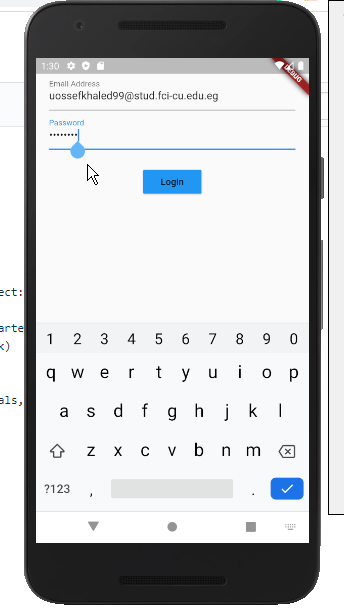 1:30
DEBUG
Email Address
uossefkhaled99@stud.fci-cu.edu.eg
Password
••••••••
Login
ect:
arte
k)
als,
1 2 3 4 5 6 7 8 9 0
q w e r t y u i o p
a s d f g h j k l
z x c v b n m
?123 , .